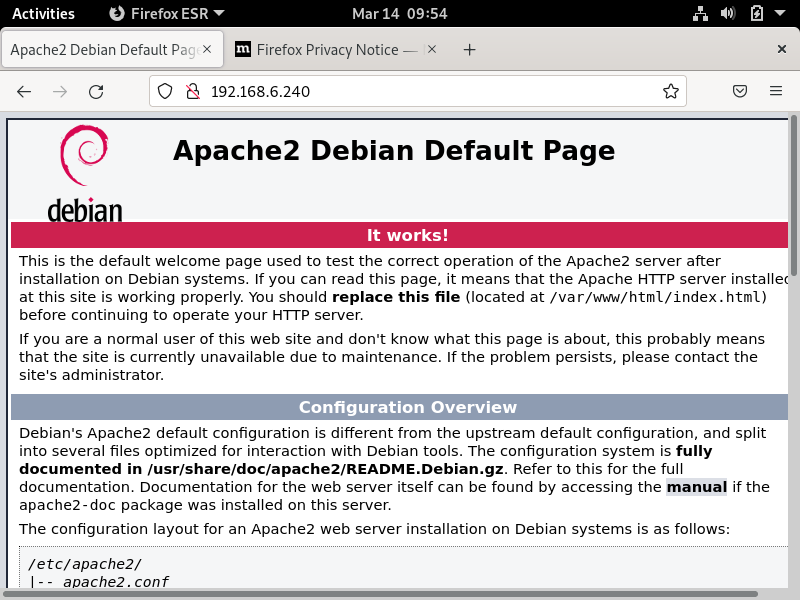 Activities Firefox ESR Mar 14 09:54
Apache2 Debian Default Pag Firefox Privacy Notice —
192.168.6.240
debian
Apache2 Debian Default Page
It works!
This is the default welcome page used to test the correct operation of the Apache2 server after
installation on Debian systems. If you can read this page, it means that the Apache HTTP server installed
at this site is working properly. You should replace this file (located at /var/www/html/index.html)
before continuing to operate your HTTP server.
If you are a normal user of this web site and don't know what this page is about, this probably means
that the site is currently unavailable due to maintenance. If the problem persists, please contact the
site's administrator.
Configuration Overview
Debian's Apache2 default configuration is different from the upstream default configuration, and split
into several files optimized for interaction with Debian tools. The configuration system is fully
documented in /usr/share/doc/apache2/README.Debian.gz. Refer to this for the full
documentation. Documentation for the web server itself can be found by accessing the manual if the
apache2-doc package was installed on this server.
The configuration layout for an Apache2 web server installation on Debian systems is as follows:
/etc/apache2/
|-- apache2.conf